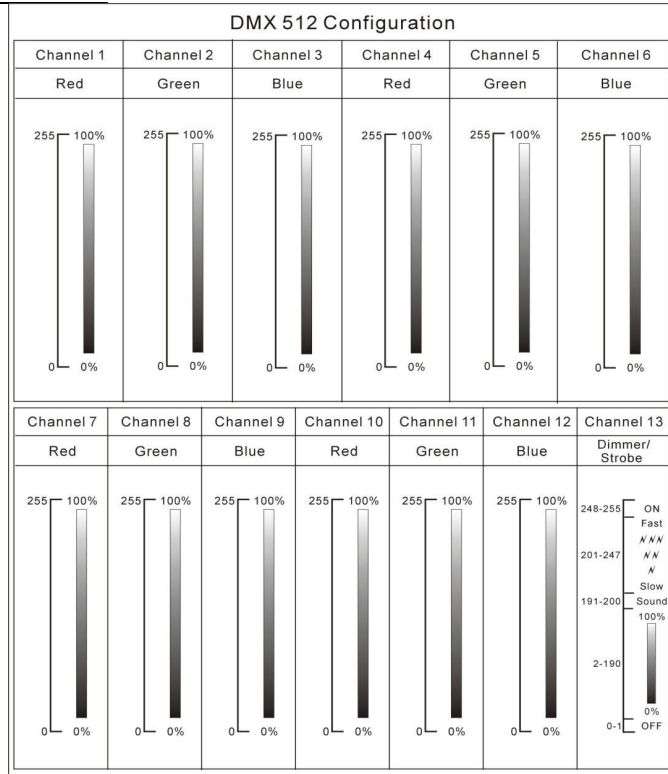 DMX 512 Configuration
Channel 1 Channel 2 Channel 3 Channel 4 Channel 5 Channel 6
Red Green Blue Red Green Blue
255 100% 255 100% 255 100% 255 100% 255 100% 255 100%
0 0% 0 0% 0 0% 0 0% 0 0% 0 0%
Channel 7 Channel 8 Channel 9 Channel 10 Channel 11 Channel 12 Channel 13
Red Green Blue Red Green Blue Dimmer/
Strobe
255 100% 255 100% 255 100% 255 100% 255 100% 255 100%
248-255 ON
Fast
201-247
Slow
191-200 Sound
100%
2-190
0%
0 0% 0 0% 0 0% 0 0% 0 0% 0 0% 0-1 OFF